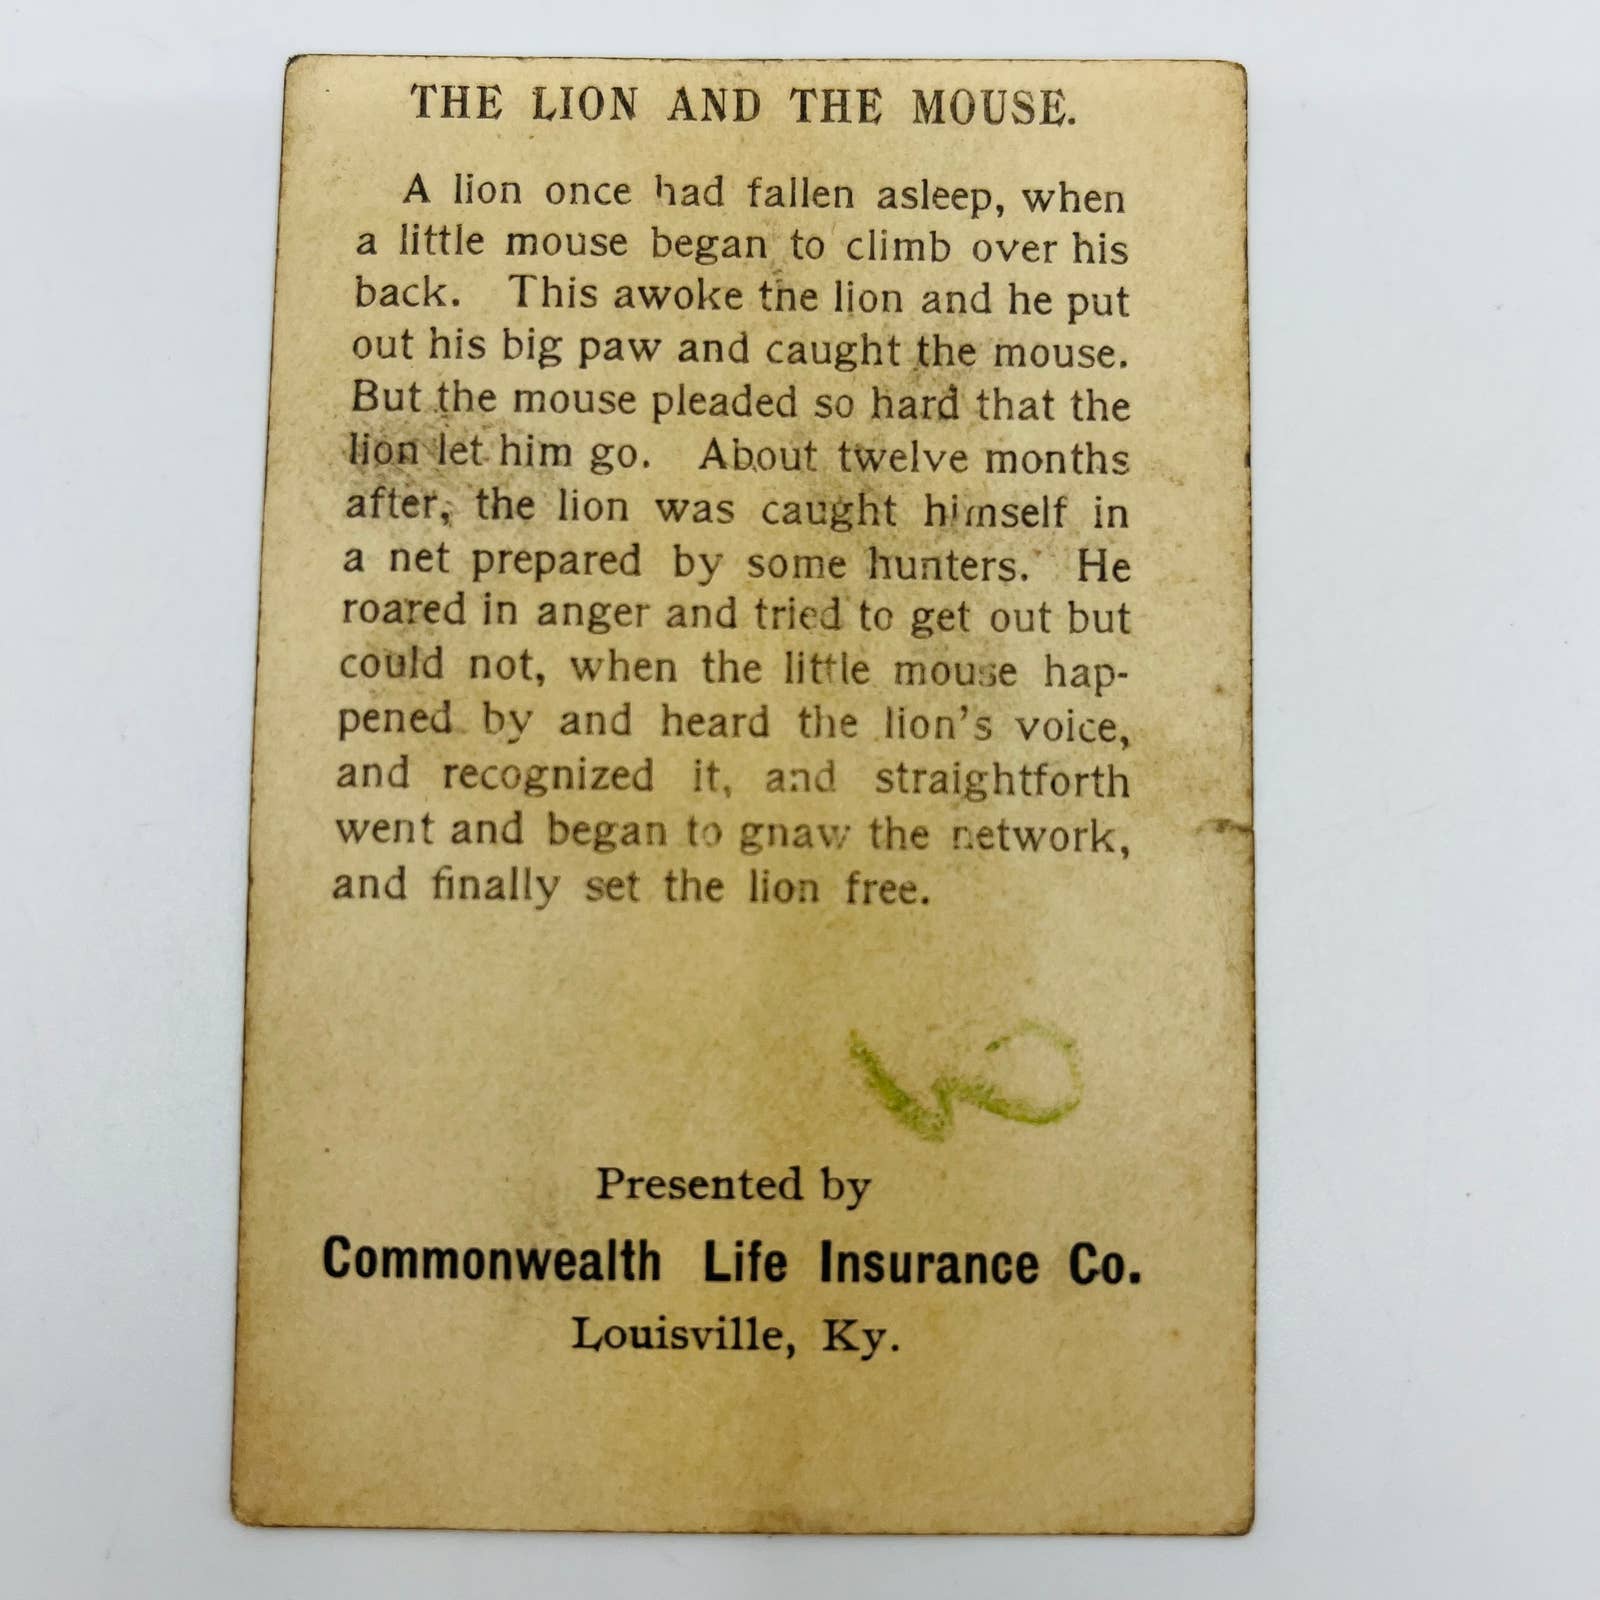 THE LION AND THE MOUSE.
A lion once had fallen asleep, when
a little mouse began to climb over his
back. This awoke the lion and he put
out his big paw and caught the mouse.
But the mouse pleaded so hard that the
lion let him go. About twelve months
after, the lion was caught himself in
a net prepared by some hunters. He
roared in anger and tried to get out but
could not, when the little mouse hap-
pened by and heard the lion's voice,
and recognized it, and straightforth
went and began to gnaw the network,
and finally set the lion free.
Presented by
Commonwealth Life Insurance Co.
Louisville, Ky.